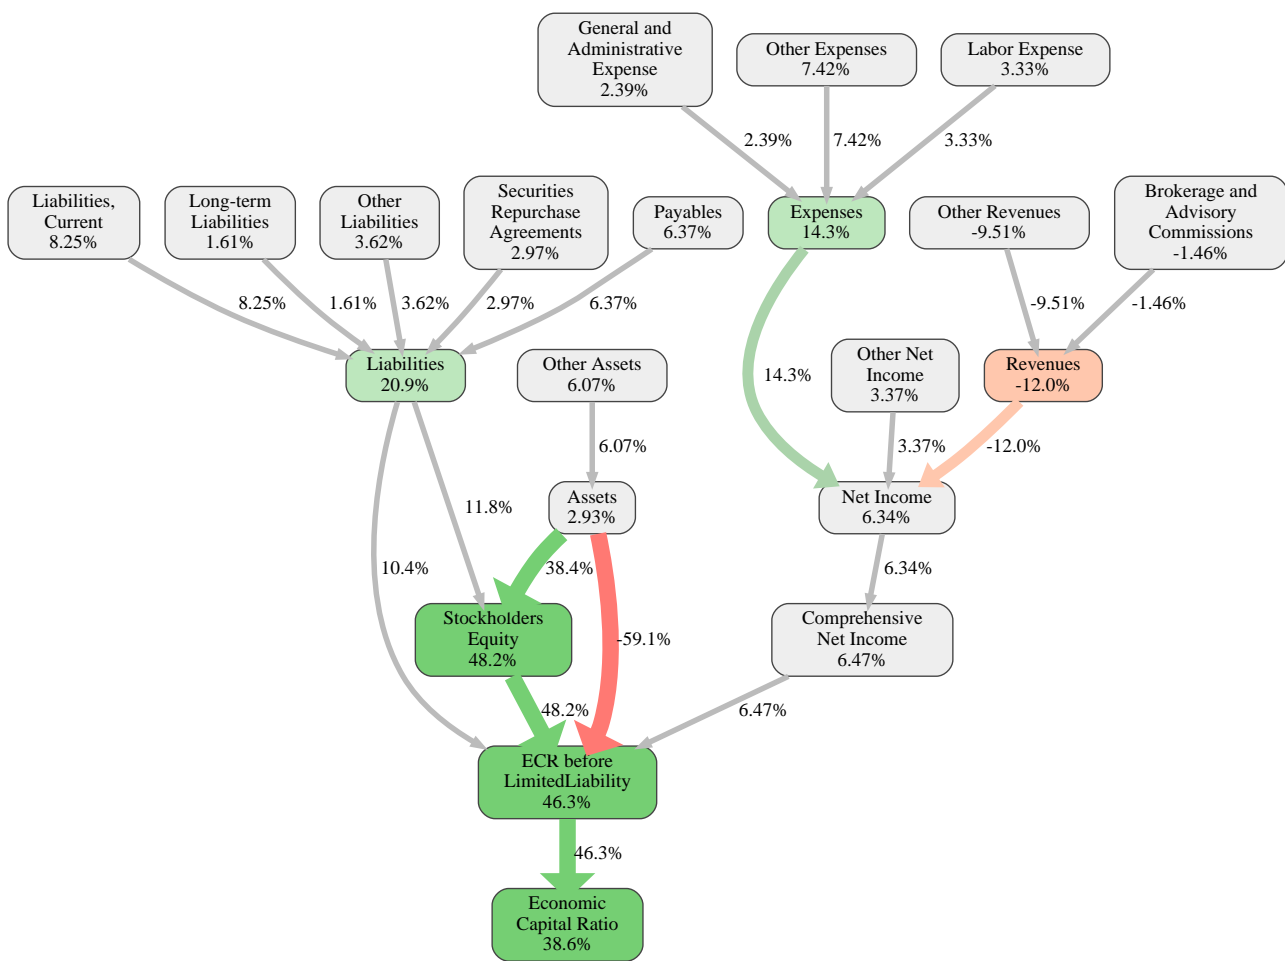 General and
Administrative
Expense
2.39%
Other Expenses
7.42%
Labor Expense
3.33%
2.39%
7.42%
3.33%
Liabilities,
Current
8.25%
Long-term
Liabilities
1.61%
Other
Liabilities
3.62%
Securities
Repurchase
Agreements
2.97%
Payables
6.37%
Expenses
14.3%
Other Revenues
-9.51%
Brokerage and
Advisory
Commissions
-1.46%
8.25%
1.61%
3.62%
2.97%
6.37%
-9.51%
-1.46%
Liabilities
20.9%
Other Assets
6.07%
14.3%
Other Net
Income
3.37%
Revenues
-12.0%
6.07%
3.37%
-12.0%
Assets
2.93%
Net Income
6.34%
11.8%
10.4%
38.4%
6.34%
Stockholders
Equity
48.2%
-59.1%
Comprehensive
Net Income
6.47%
48.2%
6.47%
ECR before
LimitedLiability
46.3%
46.3%
Economic
Capital Ratio
38.6%